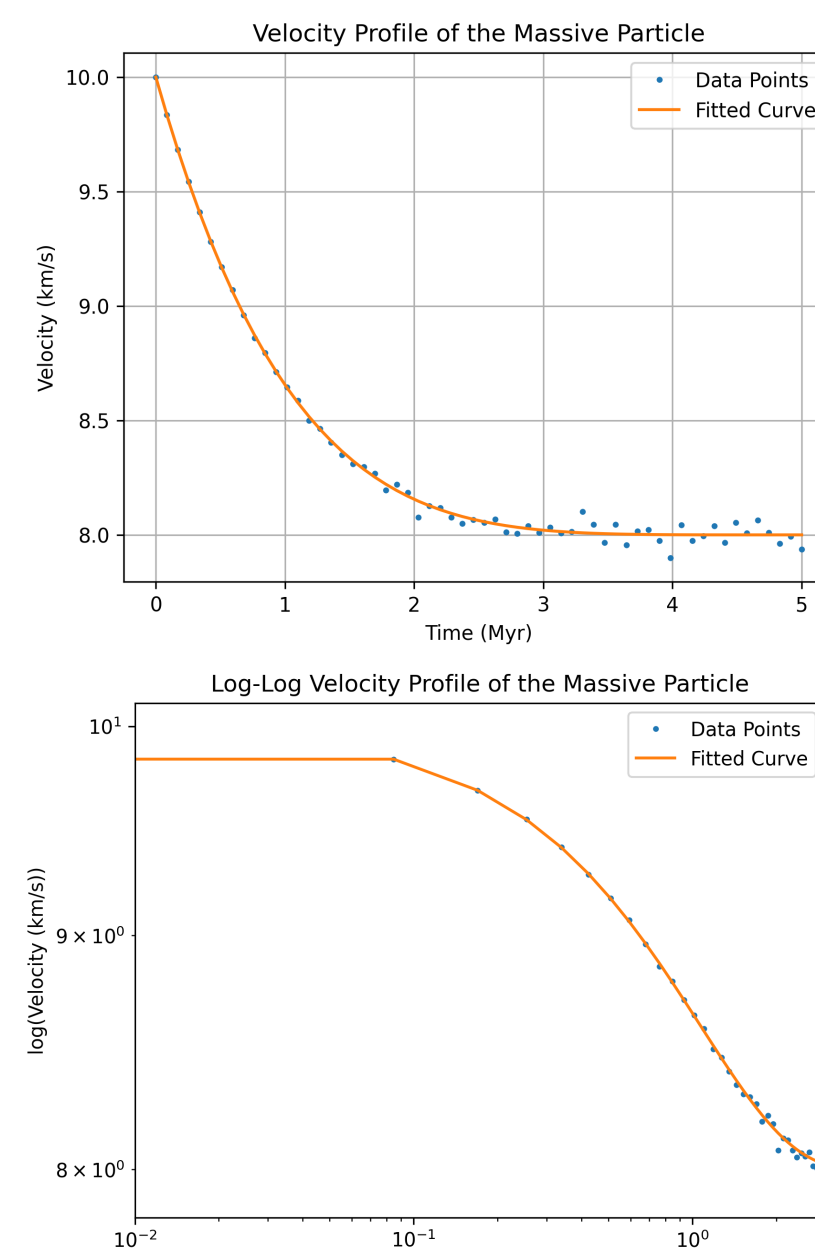 Velocity Profile of the Massive Particle
10.0
9.5
9.0
8.5
8.0
Velocity (km/s)
Data Points
Fitted Curve
0 1 2 3 4 5
Time (Myr)
Log-Log Velocity Profile of the Massive Particle
10¹
9 × 10⁰
8 × 10⁰
log(Velocity (km/s))
Data Points
Fitted Curve
10⁻² 10⁻¹ 10⁰